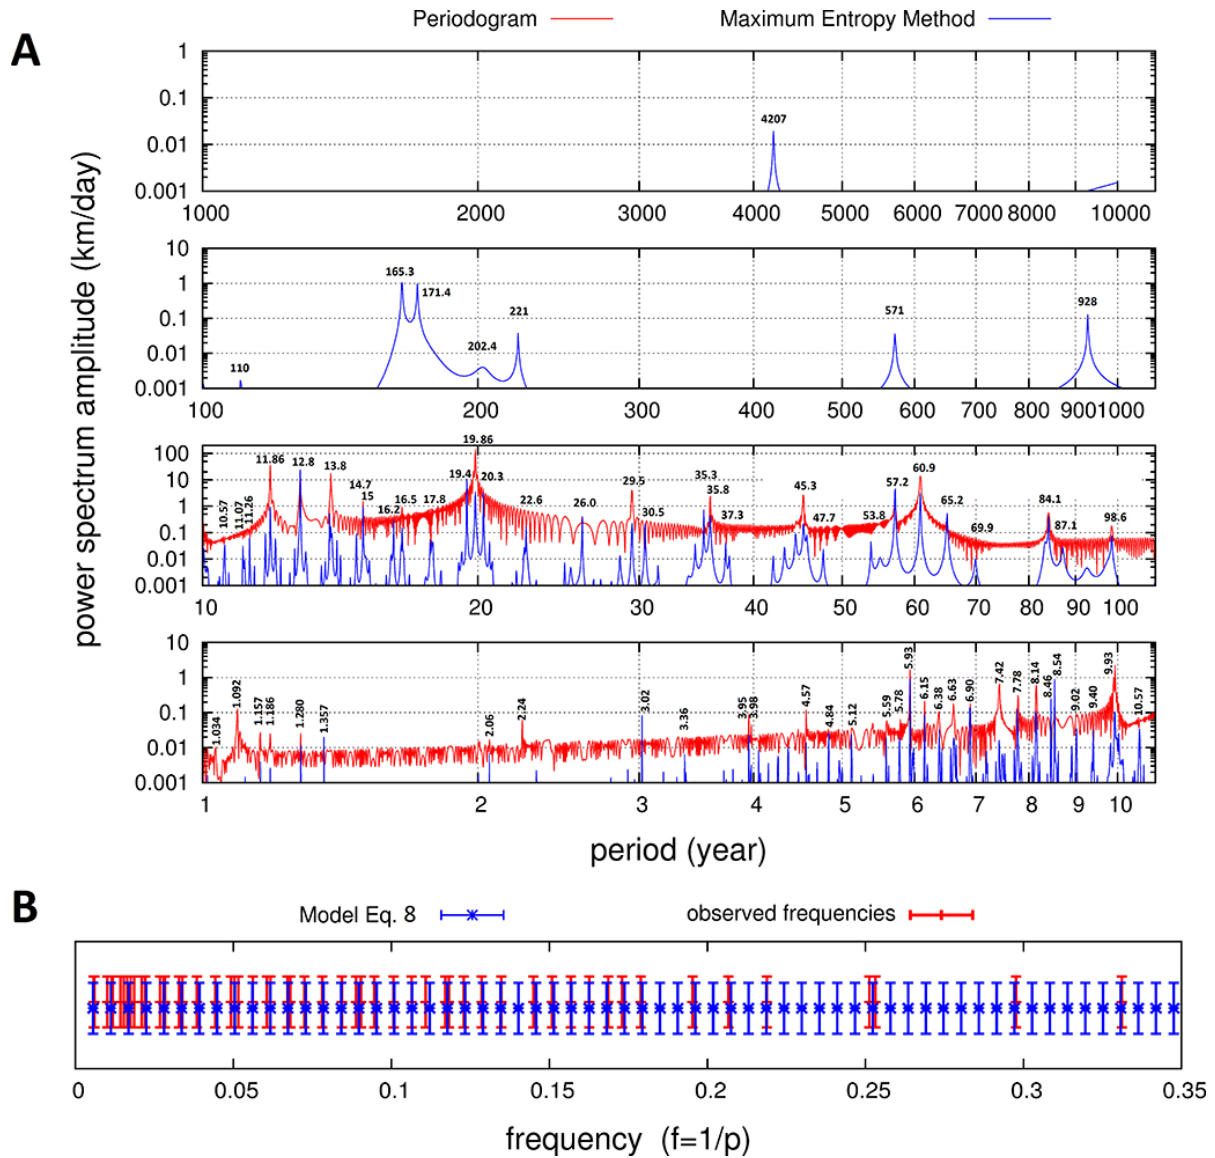 Periodogram Maximum Entropy Method
A
power spectrum amplitude (km/day)
1
0.1
0.01
0.001
4207
1000 2000 3000 4000 5000 6000 7000 8000 10000
10
1
0.1
0.01
0.001
110 165.3 171.4 202.4 221 571 928
100 200 300 400 500 600 700 800 9001000
100
10
1
0.1
0.01
0.001
10.57 11.07 11.26 11.86 12.8 13.8 14.7 15 16.2 16.5 17.8 19.4 19.86 20.3 22.6 26.0 29.5 30.5 35.3 35.8 37.3 45.3 47.7 53.8 57.2 60.9 65.2 69.9 84.1 87.1 98.6
10 20 30 40 50 60 70 80 90 100
10
1
0.1
0.01
0.001
1.034 1.092 1.157 1.186 1.280 1.357 2.06 2.24 3.02 3.36 3.95 3.98 4.57 4.84 5.12 5.59 5.78 5.93 6.15 6.38 6.63 6.90 7.42 7.78 8.14 8.46 8.54 9.02 9.40 9.93 10.57
1 2 3 4 5 6 7 8 9 10
period (year)
B
Model Eq. 8 observed frequencies
0 0.05 0.1 0.15 0.2 0.25 0.3 0.35
frequency (f=1/p)